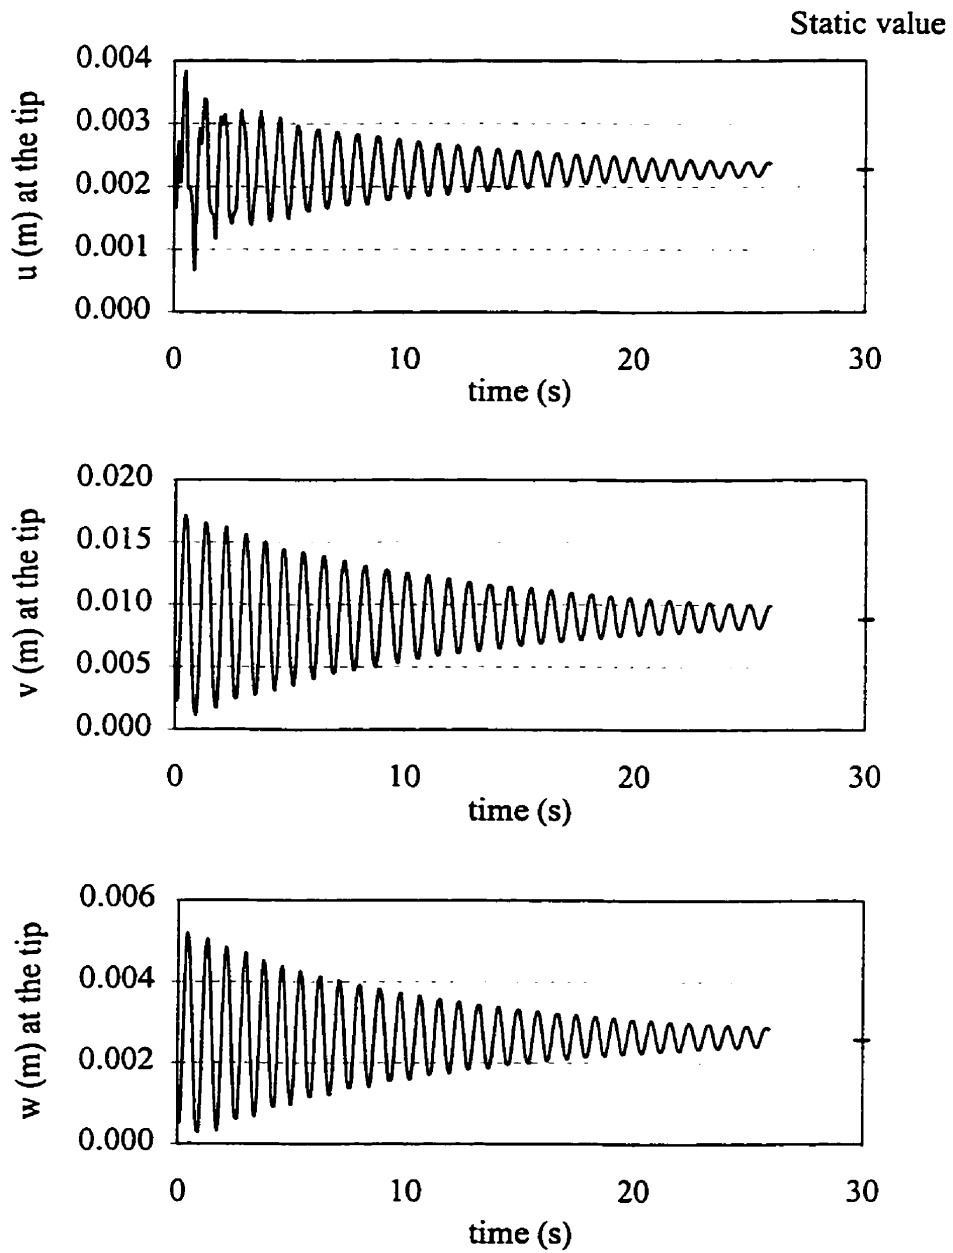 Static value
0.004
0.003
0.002
0.001
0.000
u (m) at the tip
0 10 20 30
time (s)
0.020
0.015
0.010
0.005
0.000
v (m) at the tip
0 10 20 30
time (s)
0.006
0.004
0.002
0.000
w (m) at the tip
0 10 20 30
time (s)